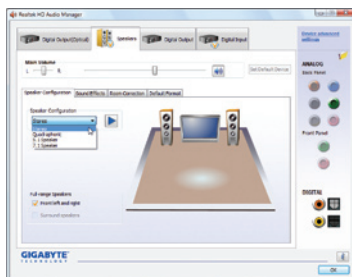 Realtek HD Audio Manager
Digital Output(Optical)
Speakers
Digital Output
Digital Input
Device advanced
settings
Main Volume
L
R
Set Default Device
ANALOG
Back Panel
Speaker Configuration
Sound Effects
Room Correction
Default Format
Speaker Configuration
Stereo
Stereo
Quadraphonic
5.1 Speaker
7.1 Speaker
Front Panel
Full-range Speakers
Front left and right
Surround speakers
DIGITAL
GIGABYTE
TECHNOLOGY
OK